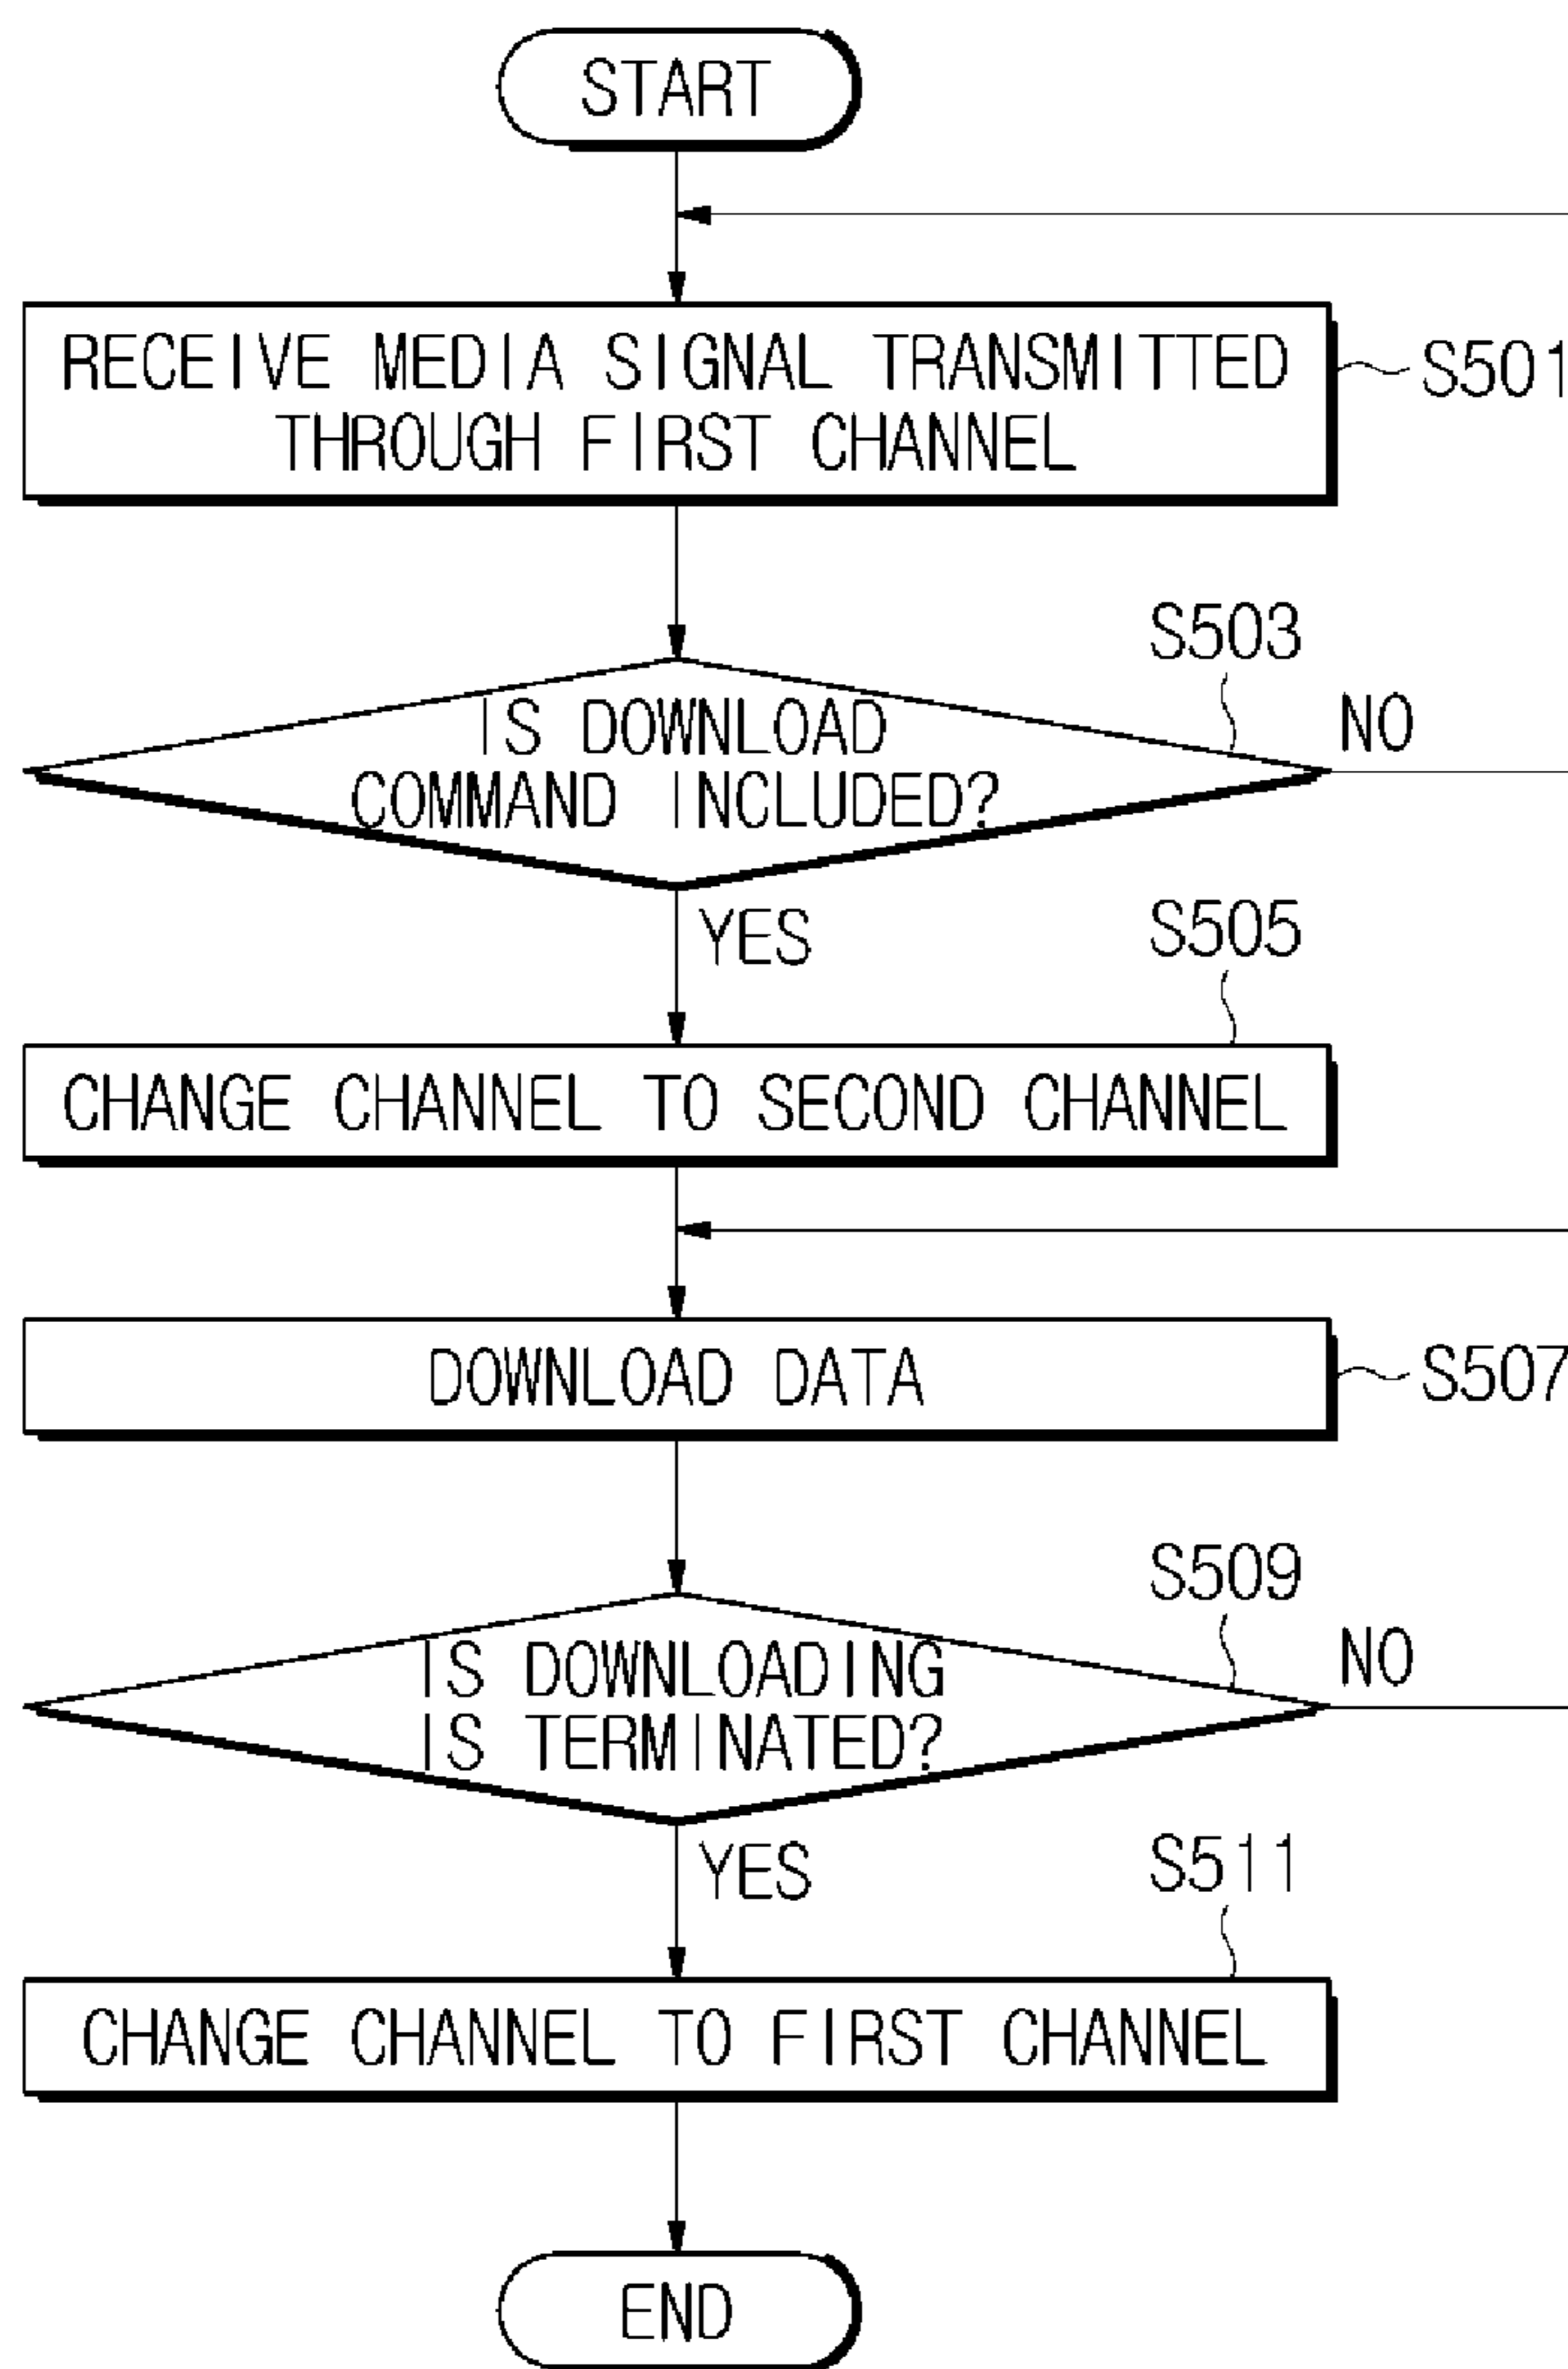 START
RECEIVE MEDIA SIGNAL TRANSMITTED
THROUGH FIRST CHANNEL
S501
S503
IS DOWNLOAD
COMMAND INCLUDED?
NO
YES
S505
CHANGE CHANNEL TO SECOND CHANNEL
DOWNLOAD DATA
S507
S509
IS DOWNLOADING
IS TERMINATED?
NO
YES
S511
CHANGE CHANNEL TO FIRST CHANNEL
END